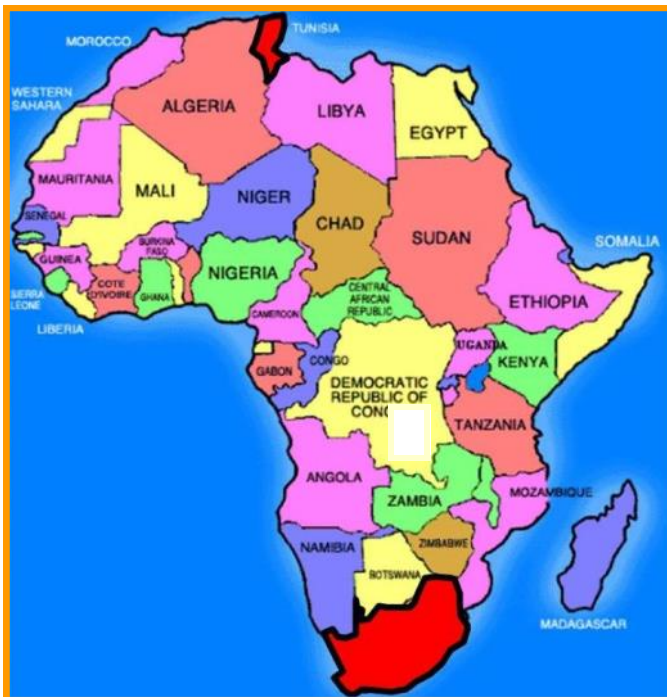 TUNISIA
MOROCCO
WESTERN
SAHARA
ALGERIA
LIBYA
EGYPT
MAURITANIA
MALI
NIGER
CHAD
SUDAN
SENEGAL
GUINEA
BURKINA
FASO
NIGERIA
SOMALIA
ETHIOPIA
SIERRA
LEONE
COTE
D'IVOIRE
GHANA
LIBERIA
CENTRAL
AFRICAN
REPUBLIC
CAMEROON
UGANDA
KENYA
CONGO
GABON
DEMOCRATIC
REPUBLIC OF
TANZANIA
ANGOLA
ZAMBIA
MOZAMBIQUE
NAMIBIA
ZIMBABWE
BOTSWANA
MADAGASCAR